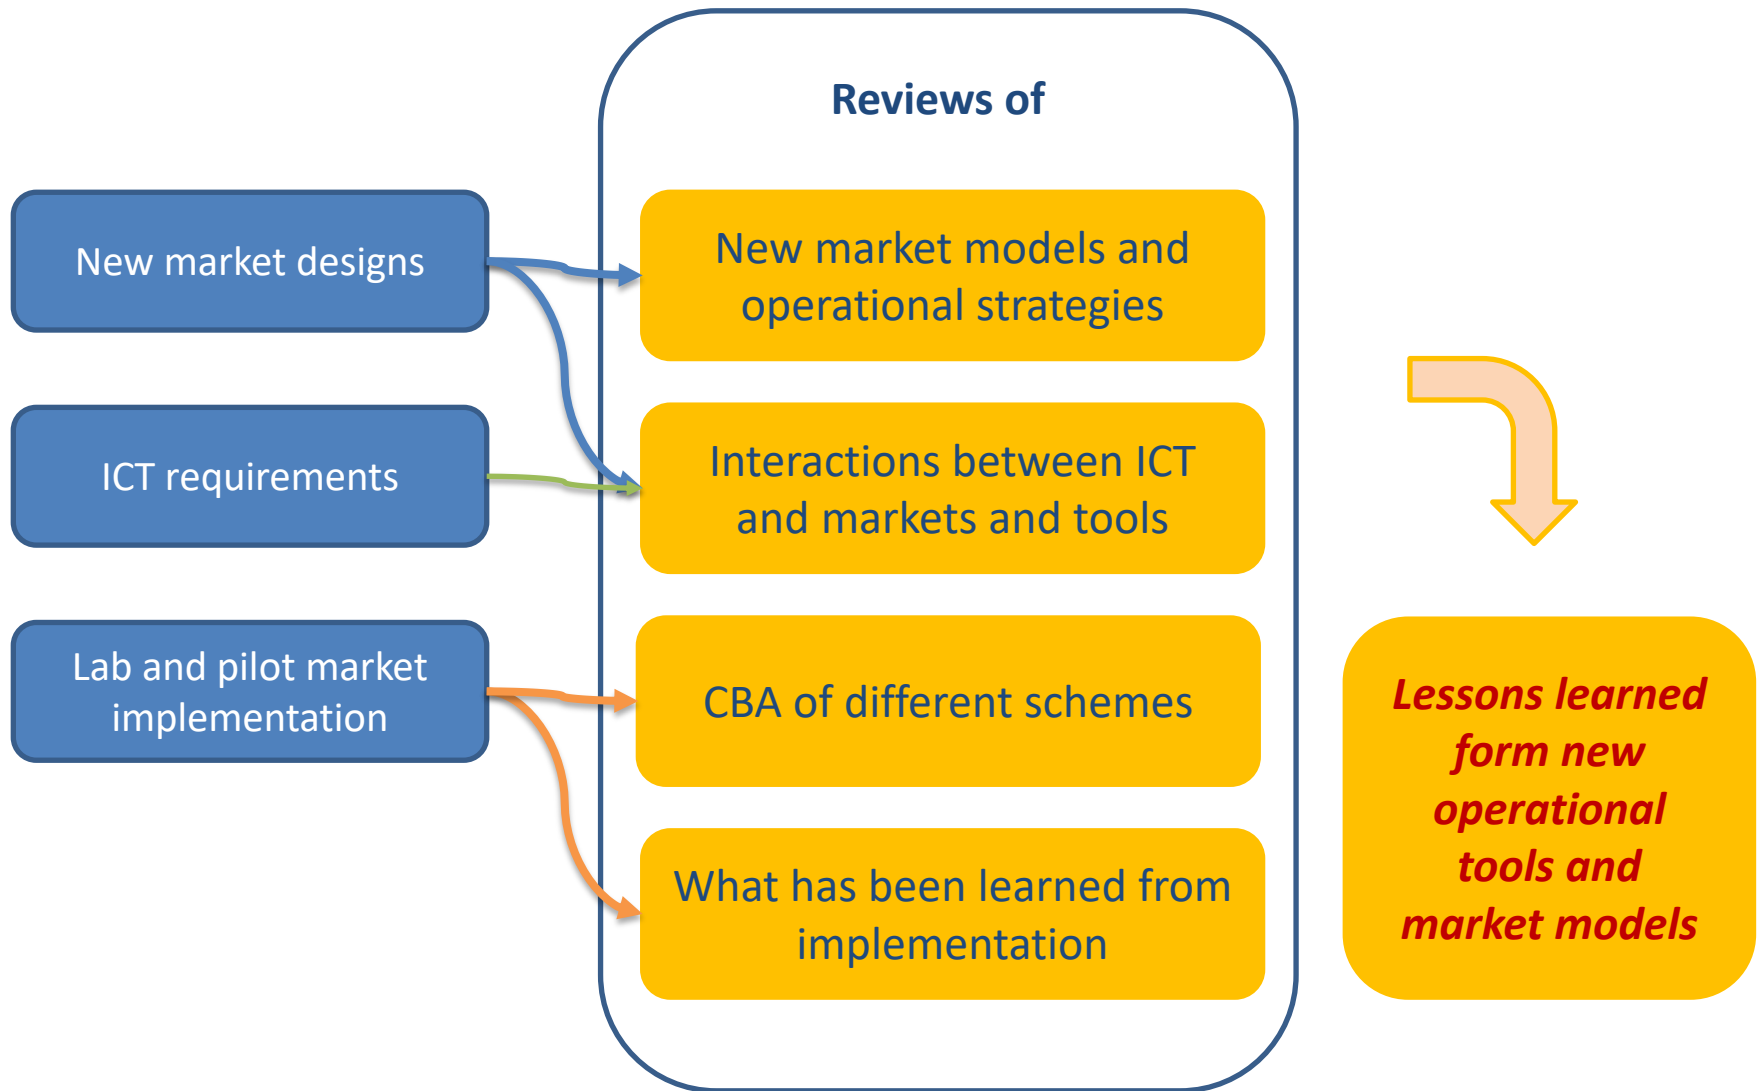 Reviews of
New market designs
ICT requirements
Lab and pilot market
implementation
New market models and
operational strategies
Interactions between ICT
and markets and tools
CBA of different schemes
What has been learned from
implementation
Lessons learned
form new
operational
tools and
market models